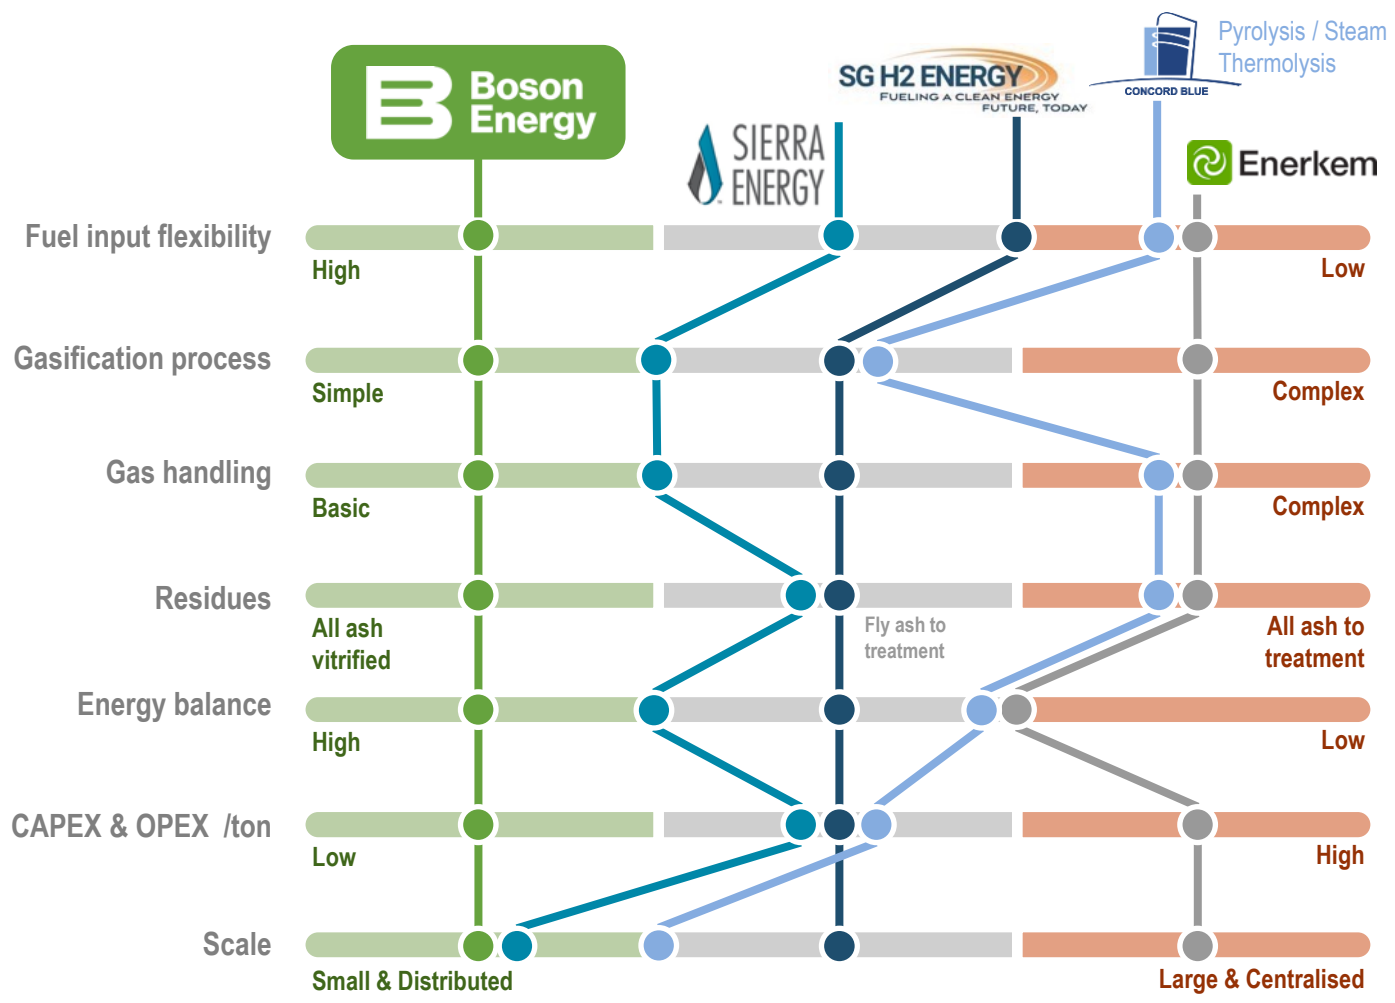 Boson
Energy
SIERRA
ENERGY
SG H2 ENERGY
FUELING A CLEAN ENERGY
FUTURE, TODAY
CONCORD BLUE
Pyrolysis / Steam
Thermolysis
Enerkem
Fuel input flexibility
High
Low
Gasification process
Simple
Complex
Gas handling
Basic
Complex
Residues
All ash
vitrified
Fly ash to
treatment
All ash to
treatment
Energy balance
High
Low
CAPEX & OPEX /ton
Low
High
Scale
Small & Distributed
Large & Centralised